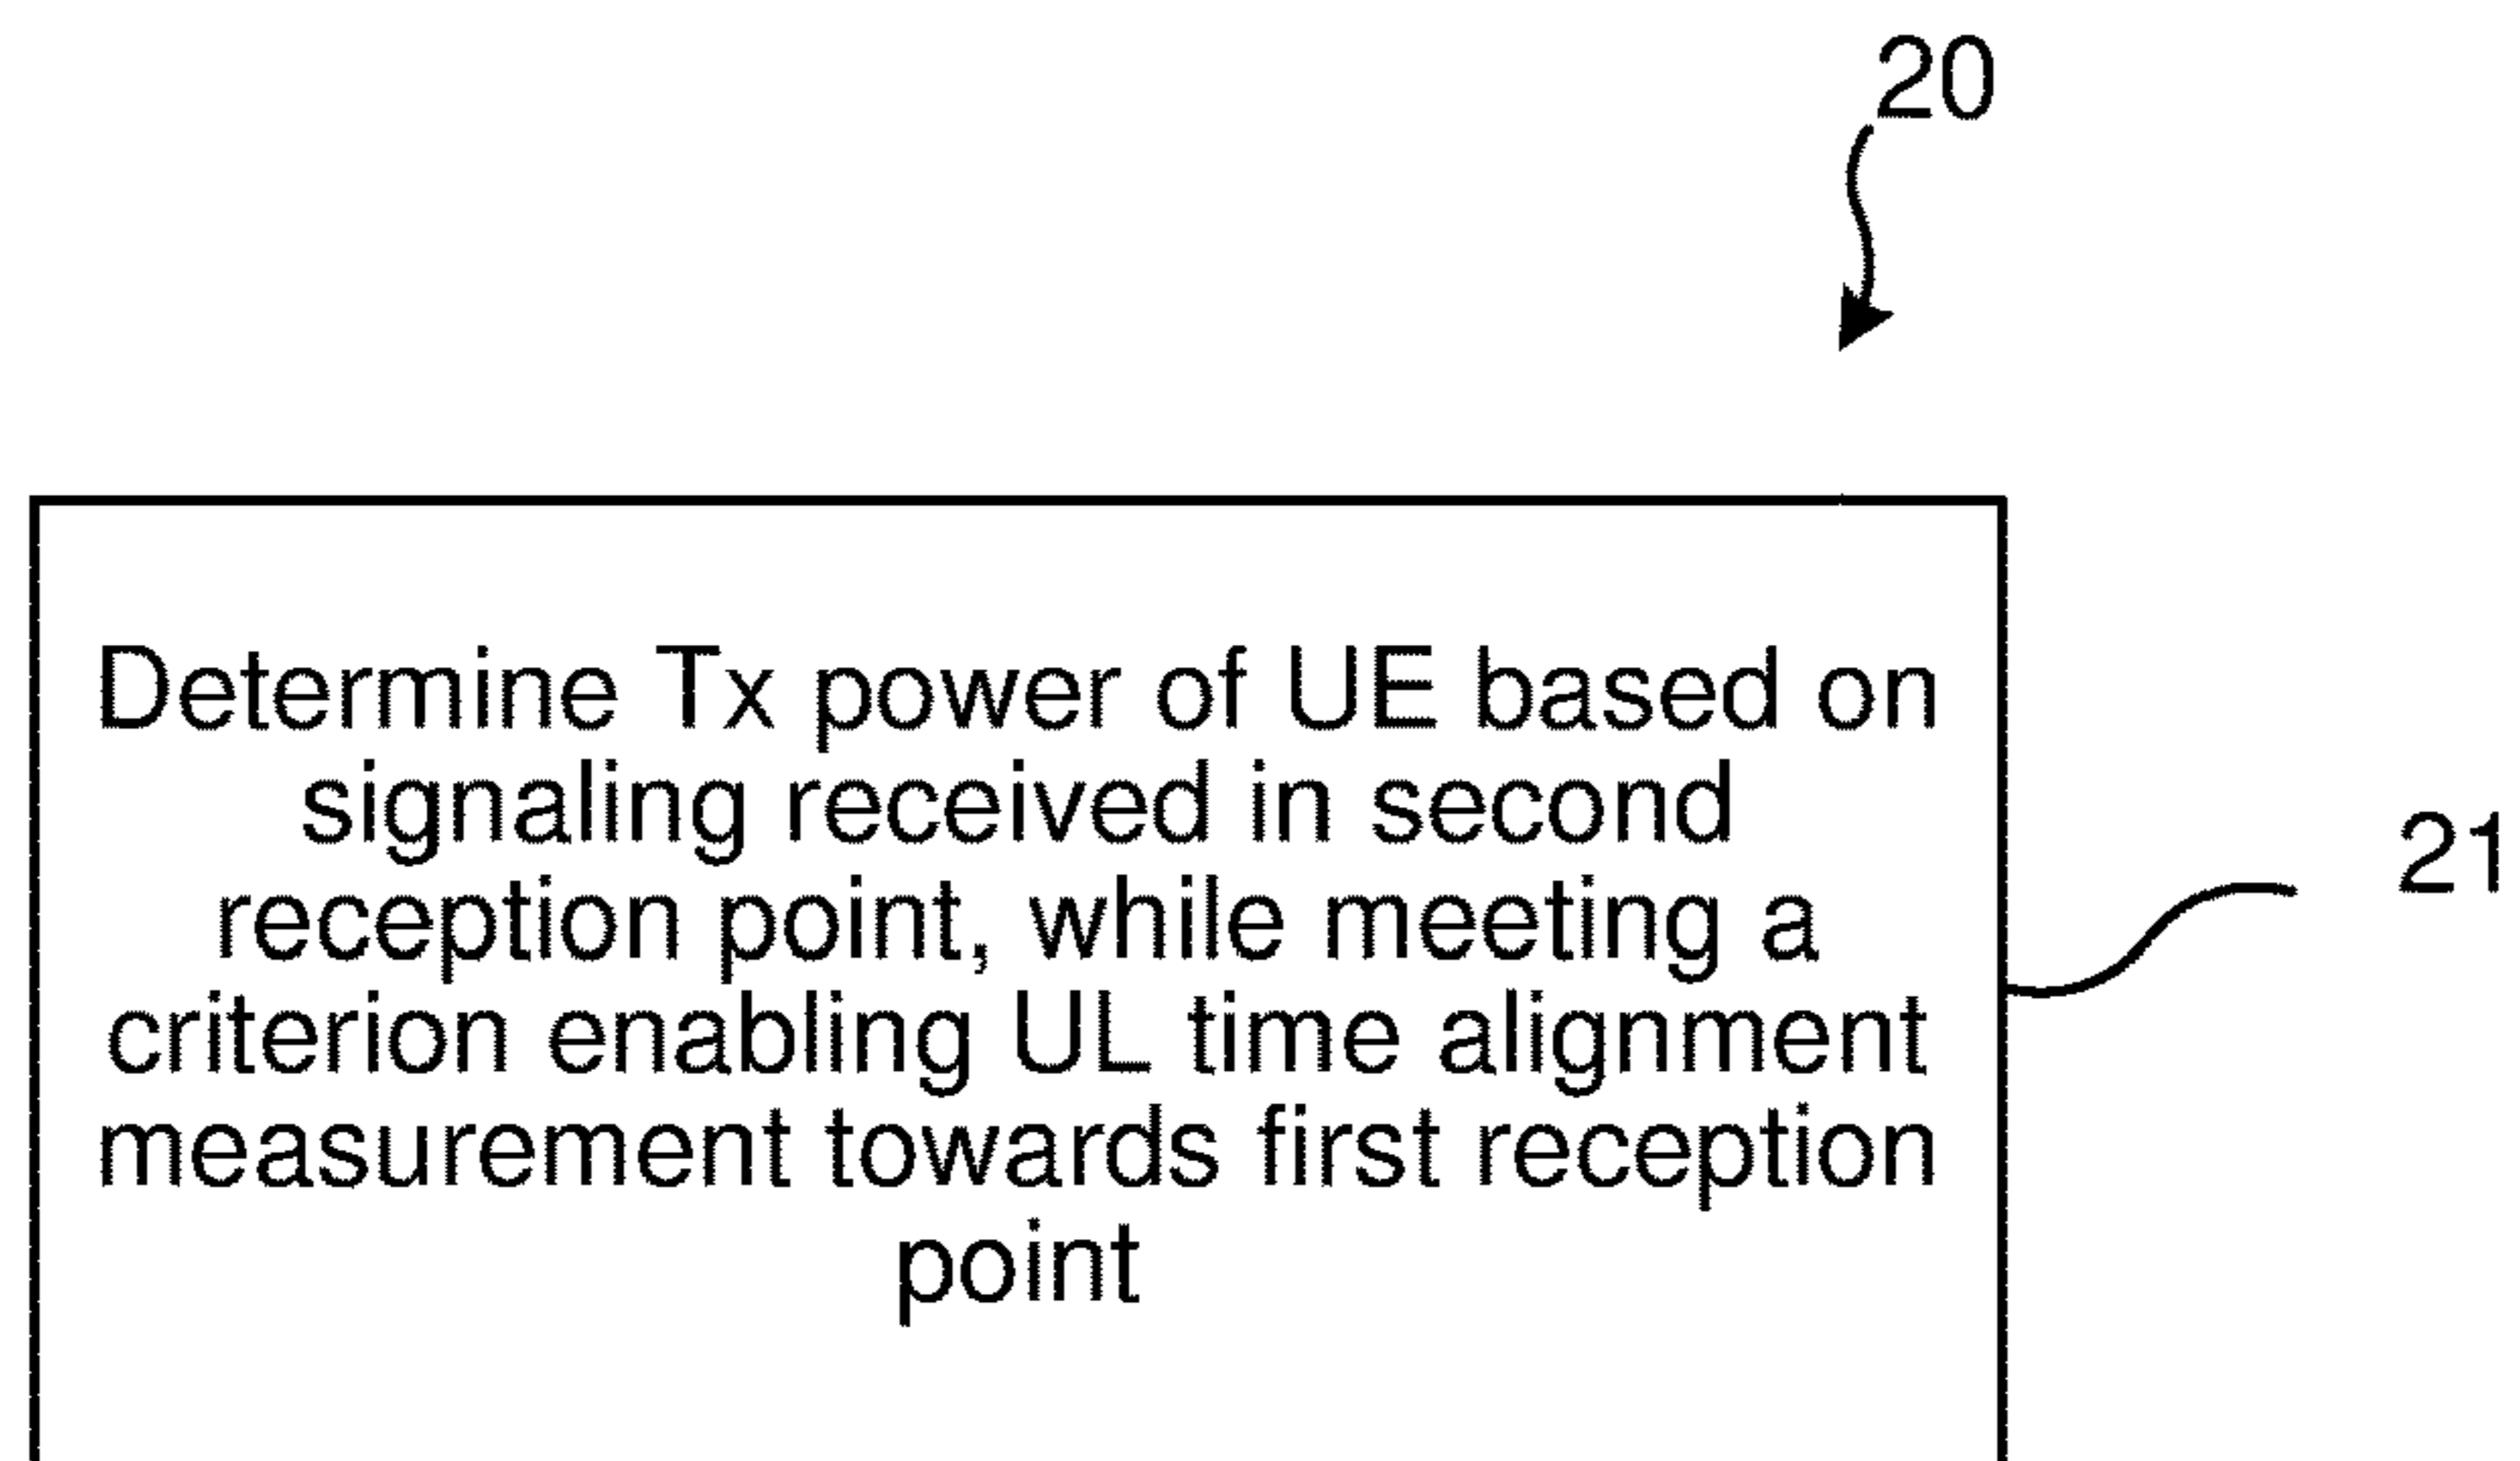 20
Determine Tx power of UE based on
signaling received in second
reception point, while meeting a
criterion enabling UL time alignment
measurement towards first reception
point
21